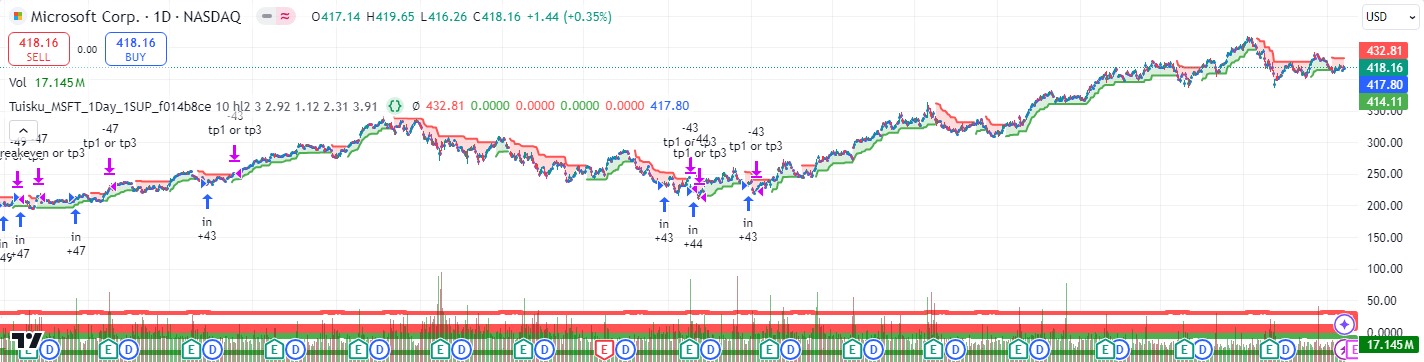 Microsoft Corp. · 1D · NASDAQ O417.14 H419.65 L416.26 C418.16 +1.44 (+0.35%)
USD
418.16
SELL
0.00
418.16
BUY
Vol 17.145M
Tuisku_MSFT_1Day_1SUP_f014b8ce 10 hl2 3 2.92 1.12 2.31 3.91 Ø 432.81 0.0000 0.0000 0.0000 0.0000 417.80
432.81
418.16
417.80
414.11
350.00
300.00
250.00
200.00
150.00
100.00
50.00
0.0000
17.145M
-47
tp1 or tp3
-43
tp1 or tp3
-43
tp1 or tp3
-44
tp1 or tp3
-43
tp1 or tp3
-47
or tp3
in
+47
in
+47
in
+43
in
+43
in
+44
in
+43
E D E D E D E D E D E D E D E D E D E D E D E D E D E D E D E D E